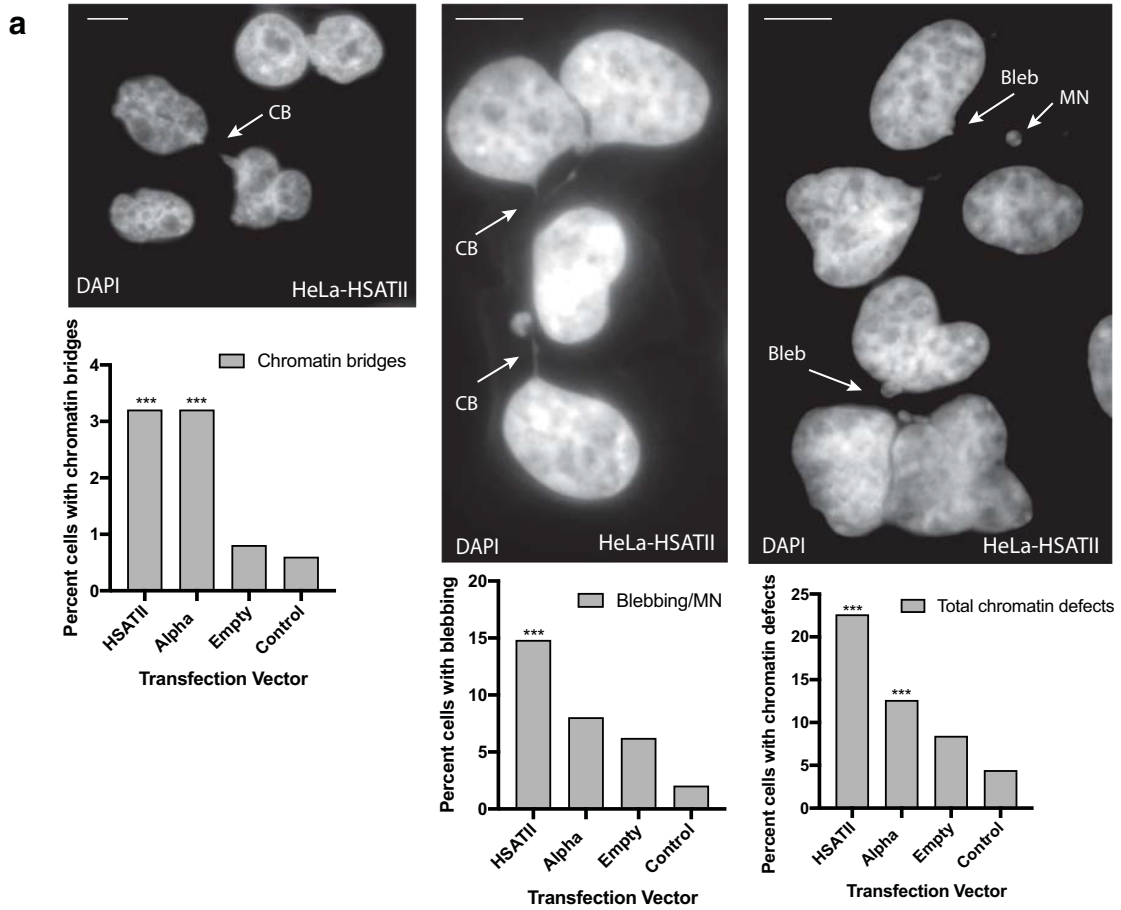 a
CB
DAPI
HeLa-HSATII
CB
CB
DAPI
HeLa-HSATII
Bleb
MN
Bleb
DAPI
HeLa-HSATII
Percent cells with chromatin bridges
4
3
2
1
0
Chromatin bridges
***
***
HSATII
Alpha
Empty
Control
Transfection Vector
Percent cells with blebbing
20
15
10
5
0
Blebbing/MN
***
HSATII
Alpha
Empty
Control
Transfection Vector
Percent cells with chromatin defects
25
20
15
10
5
0
Total chromatin defects
***
***
HSATII
Alpha
Empty
Control
Transfection Vector